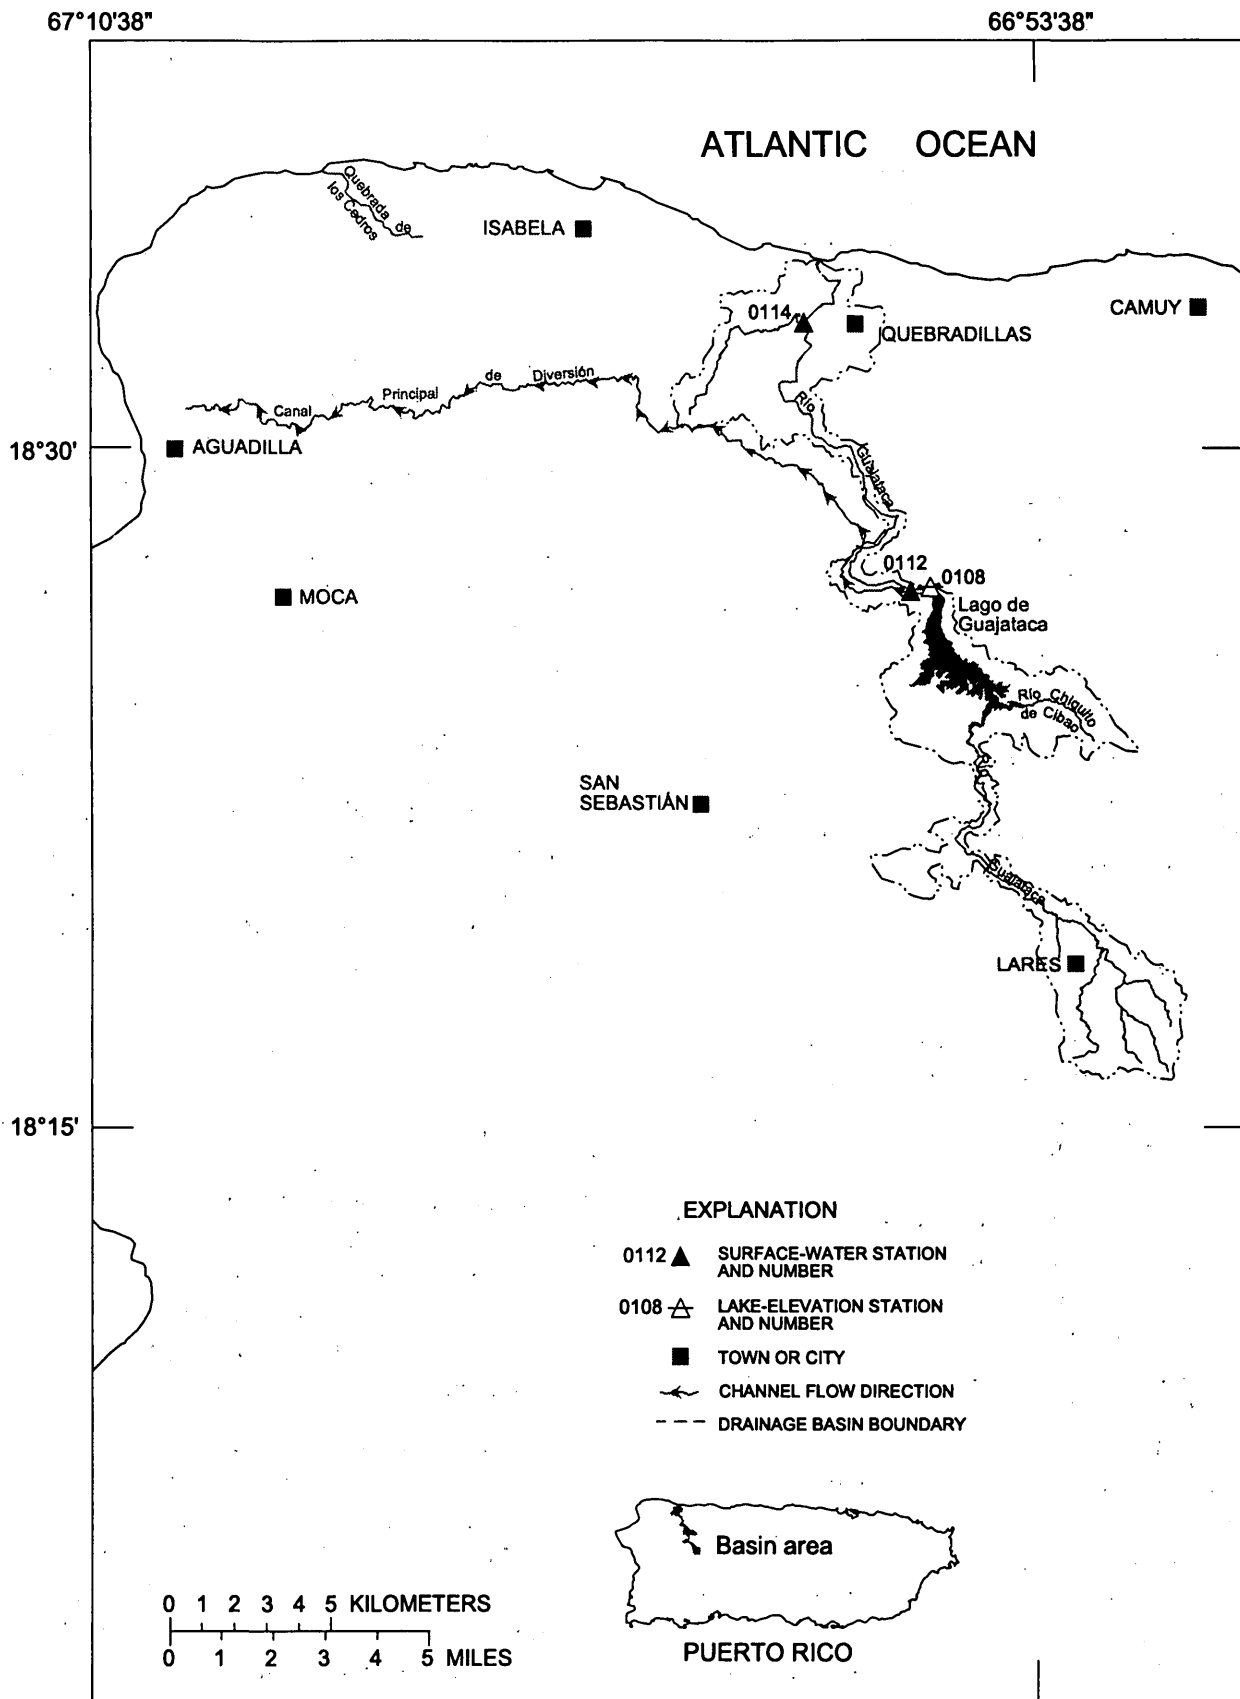 67°10'38"
66°53'38"
ATLANTIC OCEAN
Quebrada de
los Cedros
ISABELA
CAMUY
0114
QUEBRADILLAS
Canal Principal de Diversión
Río
Guajataca
18°30'
AGUADILLA
0112
0108
MOCA
Lago de
Guajataca
Río Chiquito
de Cibao
SAN
SEBASTIÁN
Río
Guajataca
LARES
18°15'
EXPLANATION
0112 SURFACE-WATER STATION
AND NUMBER
0108 LAKE-ELEVATION STATION
AND NUMBER
TOWN OR CITY
CHANNEL FLOW DIRECTION
DRAINAGE BASIN BOUNDARY
Basin area
PUERTO RICO
0 1 2 3 4 5 KILOMETERS
0 1 2 3 4 5 MILES